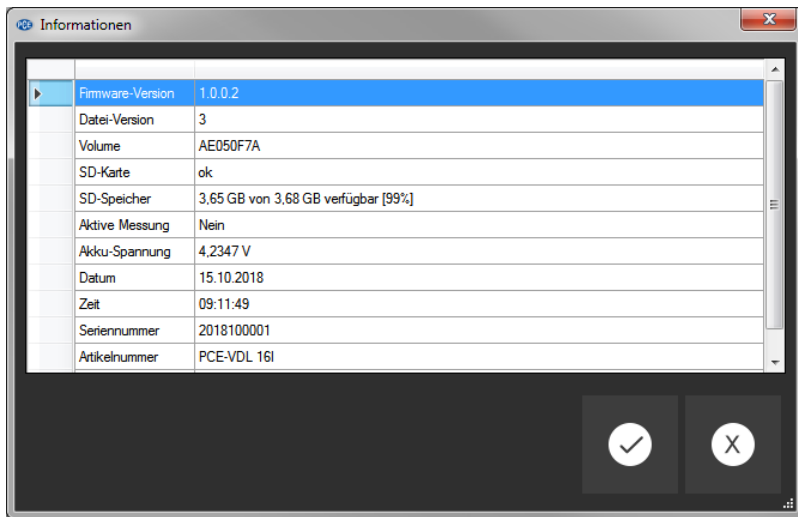 PCE Informationen
Firmware-Version 1.0.0.2
Datei-Version 3
Volume AE050F7A
SD-Karte ok
SD-Speicher 3,65 GB von 3,68 GB verfügbar [99%]
Aktive Messung Nein
Akku-Spannung 4,2347 V
Datum 15.10.2018
Zeit 09:11:49
Seriennummer 2018100001
Artikelnummer PCE-VDL 16I
X